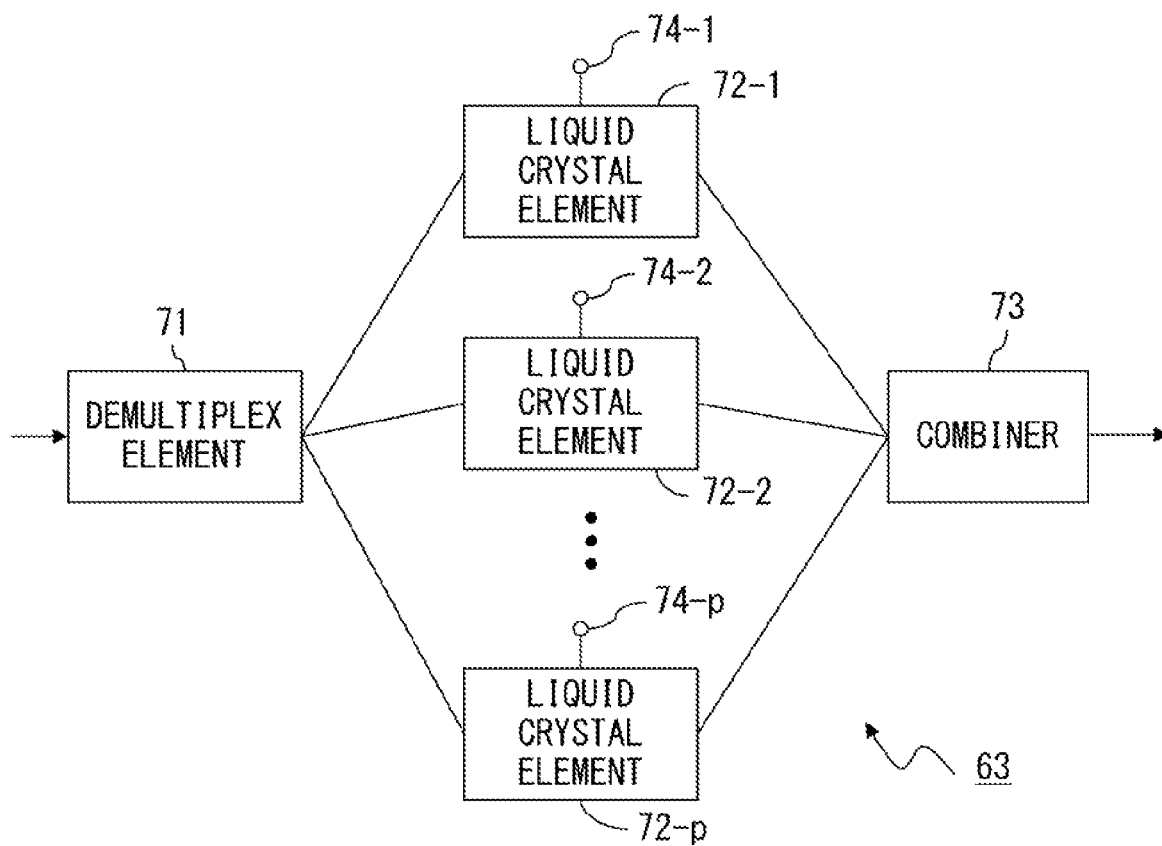 74-1
72-1
LIQUID
CRYSTAL
ELEMENT
74-2
71
LIQUID
CRYSTAL
ELEMENT
73
DEMULTIPLEX
ELEMENT
COMBINER
72-2
74-p
LIQUID
CRYSTAL
ELEMENT
63
72-p